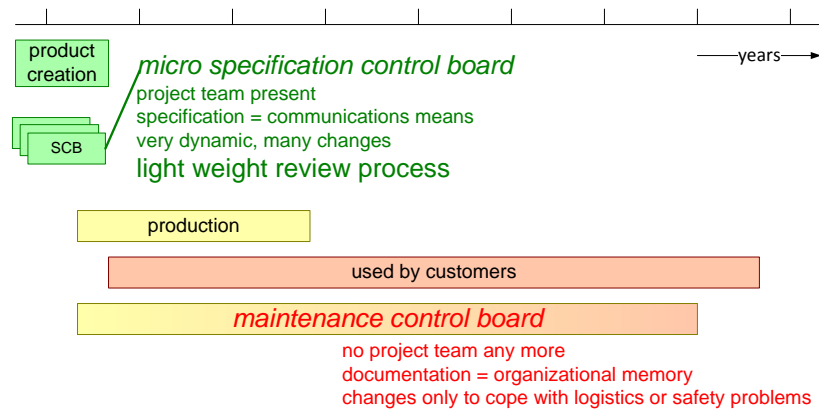 product
creation
years
micro specification control board
project team present
specification = communications means
very dynamic, many changes
light weight review process
SCB
production
used by customers
maintenance control board
no project team any more
documentation = organizational memory
changes only to cope with logistics or safety problems